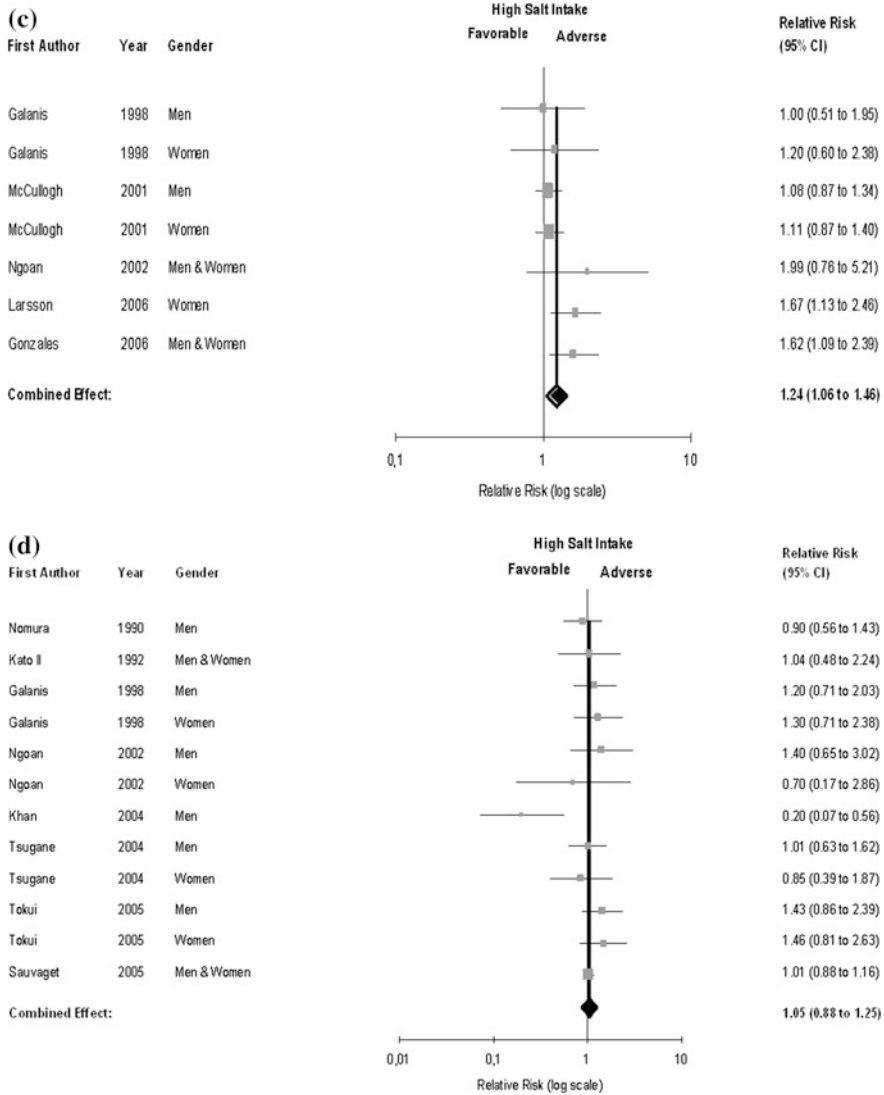 (c)
High Salt Intake
Favorable Adverse
Relative Risk
(95% CI)
First Author Year Gender
Galanis 1998 Men 1.00 (0.51 to 1.95)
Galanis 1998 Women 1.20 (0.60 to 2.38)
McCullogh 2001 Men 1.08 (0.87 to 1.34)
McCullogh 2001 Women 1.11 (0.87 to 1.40)
Ngoan 2002 Men & Women 1.99 (0.76 to 5.21)
Larsson 2006 Women 1.67 (1.13 to 2.46)
Gonzales 2006 Men & Women 1.62 (1.09 to 2.39)
Combined Effect: 1.24 (1.06 to 1.46)
0,1 1 10
Relative Risk (log scale)
(d)
High Salt Intake
Favorable Adverse
Relative Risk
(95% CI)
First Author Year Gender
Nomura 1990 Men 0.90 (0.56 to 1.43)
Kato II 1992 Men & Women 1.04 (0.48 to 2.24)
Galanis 1998 Men 1.20 (0.71 to 2.03)
Galanis 1998 Women 1.30 (0.71 to 2.38)
Ngoan 2002 Men 1.40 (0.65 to 3.02)
Ngoan 2002 Women 0.70 (0.17 to 2.86)
Khan 2004 Men 0.20 (0.07 to 0.56)
Tsugane 2004 Men 1.01 (0.63 to 1.62)
Tsugane 2004 Women 0.85 (0.39 to 1.87)
Tokui 2005 Men 1.43 (0.86 to 2.39)
Tokui 2005 Women 1.46 (0.81 to 2.63)
Sauvaget 2005 Men & Women 1.01 (0.88 to 1.16)
Combined Effect: 1.05 (0.88 to 1.25)
0,01 0,1 1 10
Relative Risk (log scale)